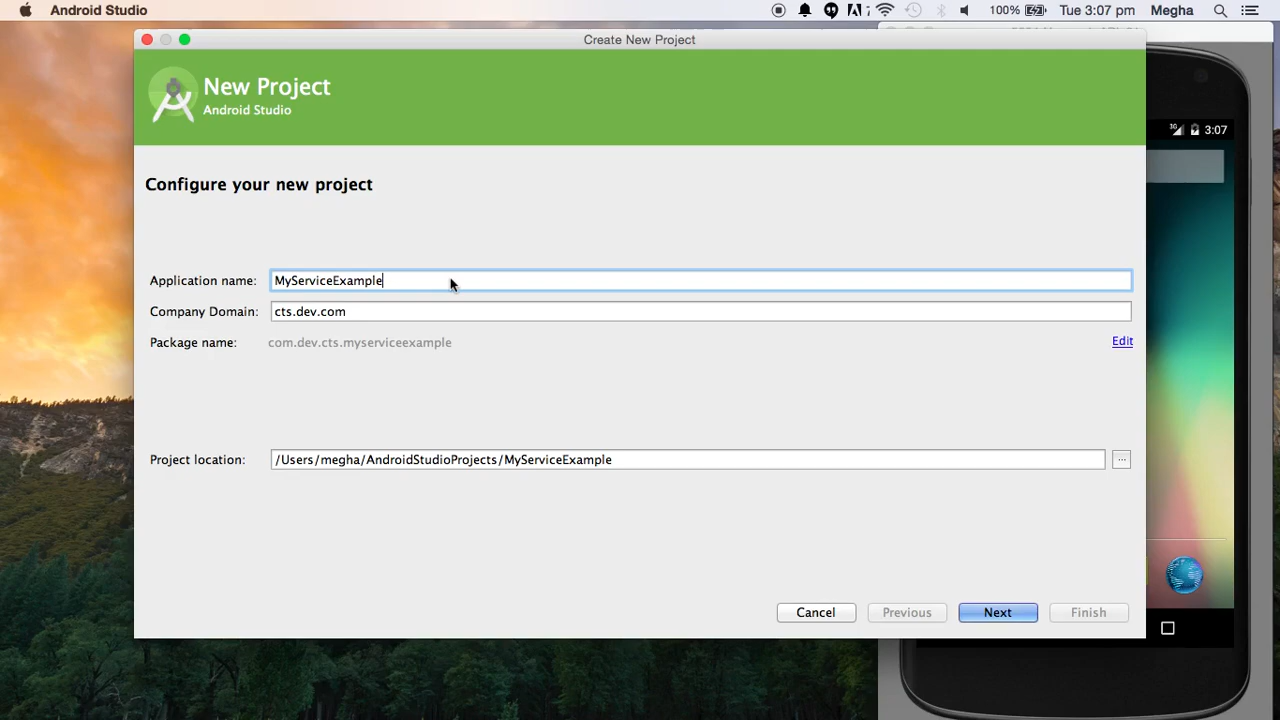 Android Studio 100% Tue 3:07 pm Megha
Create New Project
New Project
Android Studio
3G 3:07
Configure your new project
Application name: MyServiceExample
Company Domain: cts.dev.com
Package name: com.dev.cts.myserviceexample Edit
Project location: /Users/megha/AndroidStudioProjects/MyServiceExample ...
Cancel Previous Next Finish